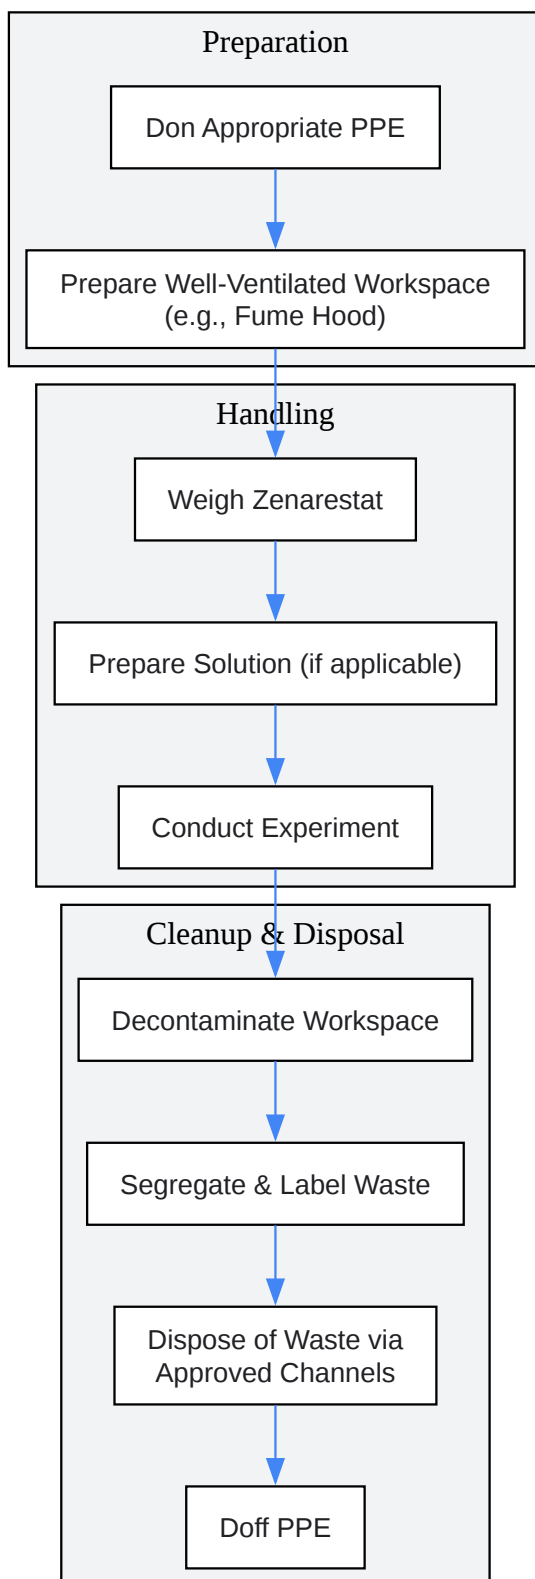 Preparation
Don Appropriate PPE
Prepare Well-Ventilated Workspace
(e.g., Fume Hood)
Handling
Weigh Zenarestat
Prepare Solution (if applicable)
Conduct Experiment
Cleanup & Disposal
Decontaminate Workspace
Segregate & Label Waste
Dispose of Waste via
Approved Channels
Doff PPE